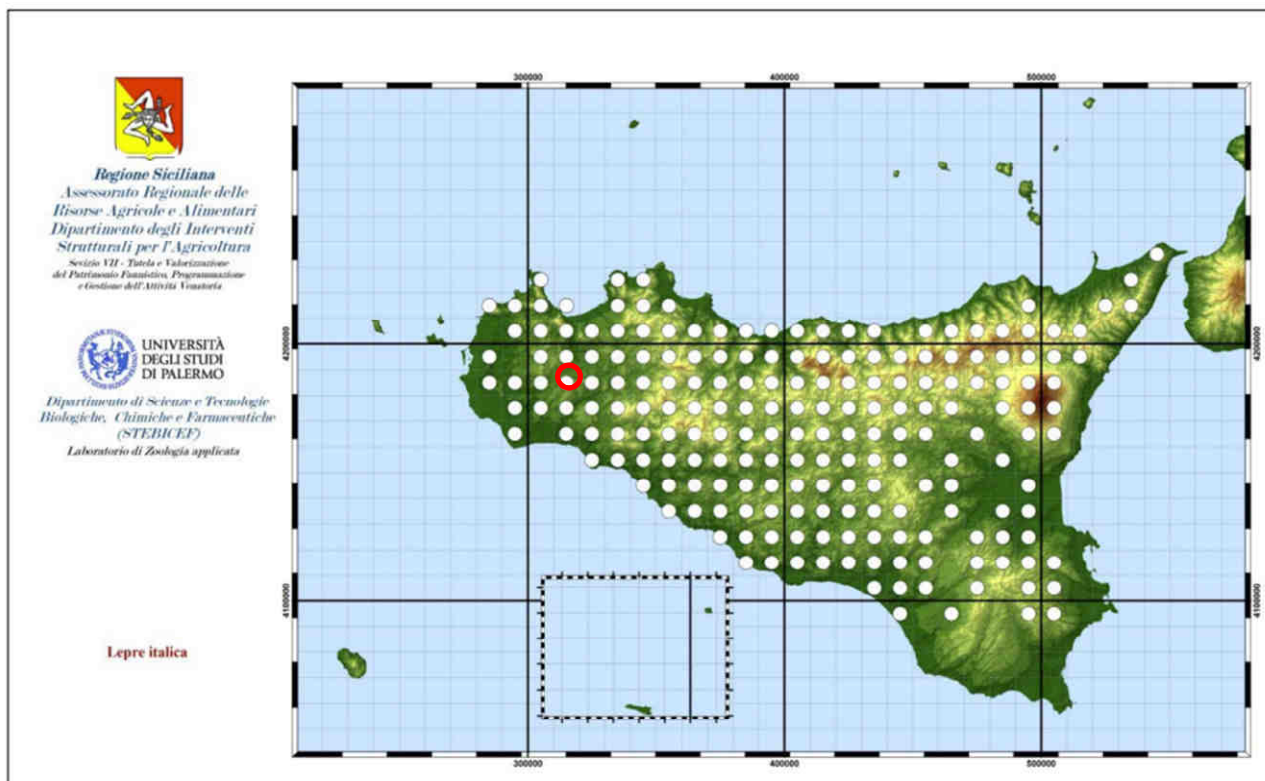 Regione Siciliana
Assessorato Regionale delle
Risorse Agricole e Alimentari
Dipartimento degli Interventi
Strutturali per l'Agricoltura
Sevizio VII - Tutela e Valorizzazione
del Patrimonio Faunistico, Programmazione
e Gestione dell'Attività Venatoria
UNIVERSITÀ
DEGLI STUDI
DI PALERMO
Dipartimento di Scienze e Tecnologie
Biologiche, Chimiche e Farmaceutiche
(STEBICEF)
Laboratorio di Zoologia applicata
Lepre italica
300000
400000
500000
4200000
4200000
4100000
4100000
300000
400000
500000